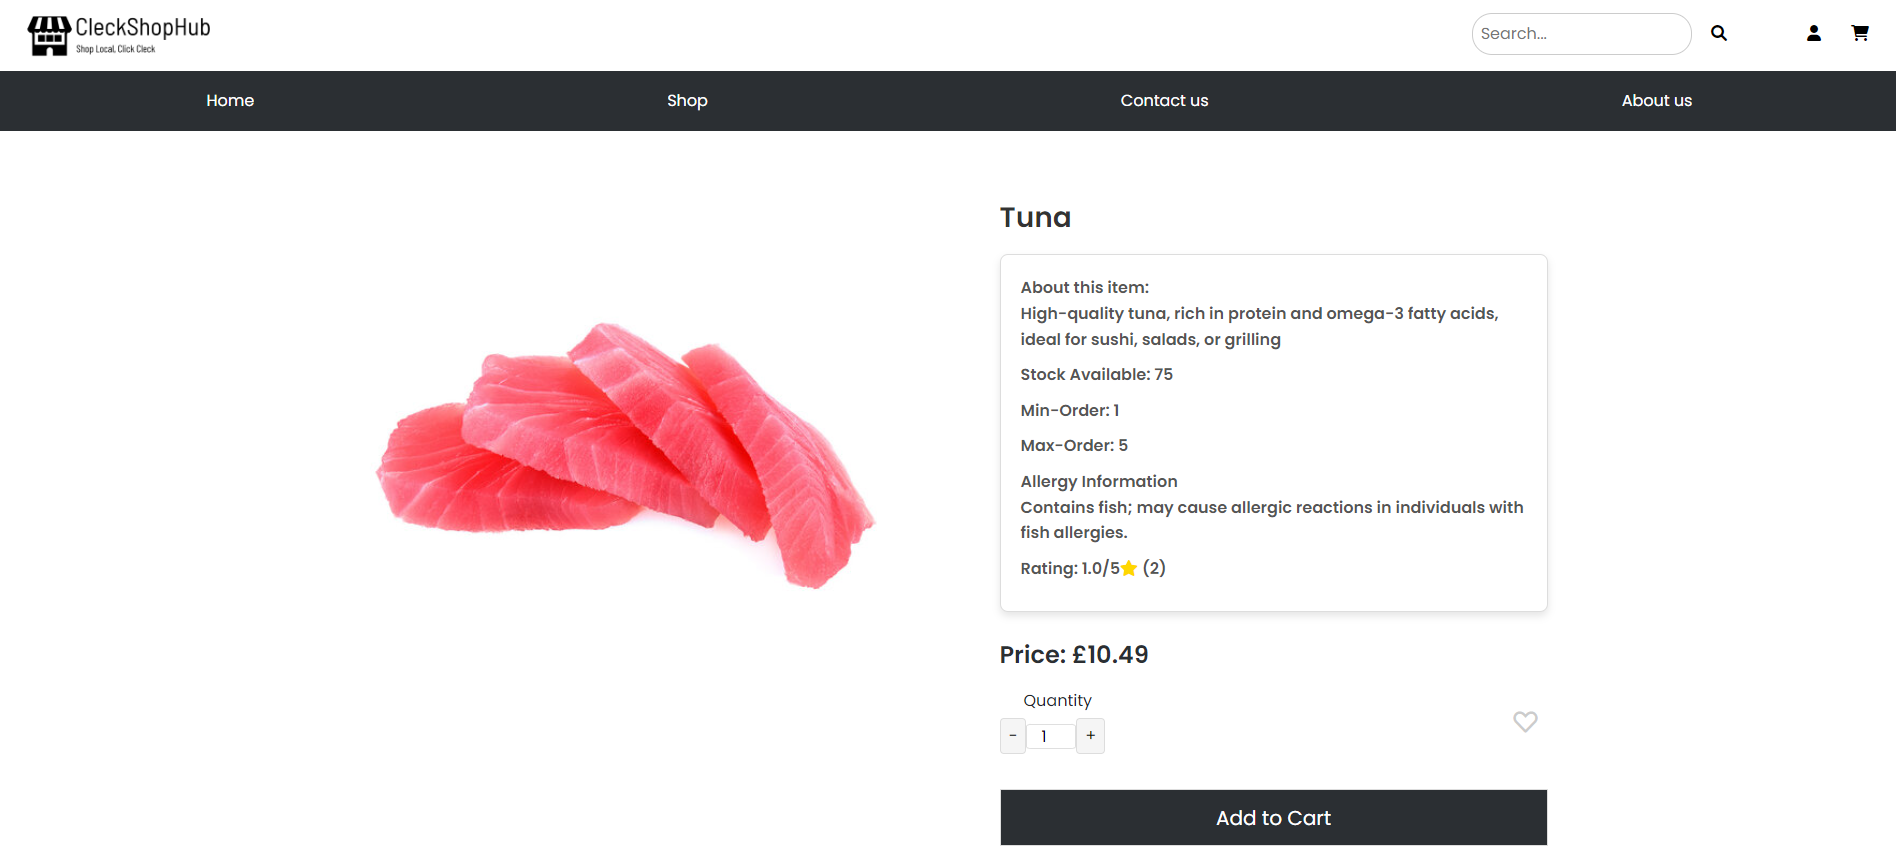 CleckShopHub
Shop Local, Click Cleck
Search...
Home
Shop
Contact us
About us
Tuna
About this item:
High-quality tuna, rich in protein and omega-3 fatty acids,
ideal for sushi, salads, or grilling
Stock Available: 75
Min-Order: 1
Max-Order: 5
Allergy Information
Contains fish; may cause allergic reactions in individuals with
fish allergies.
Rating: 1.0/5⭐ (2)
Price: £10.49
Quantity
- 1 +
Add to Cart